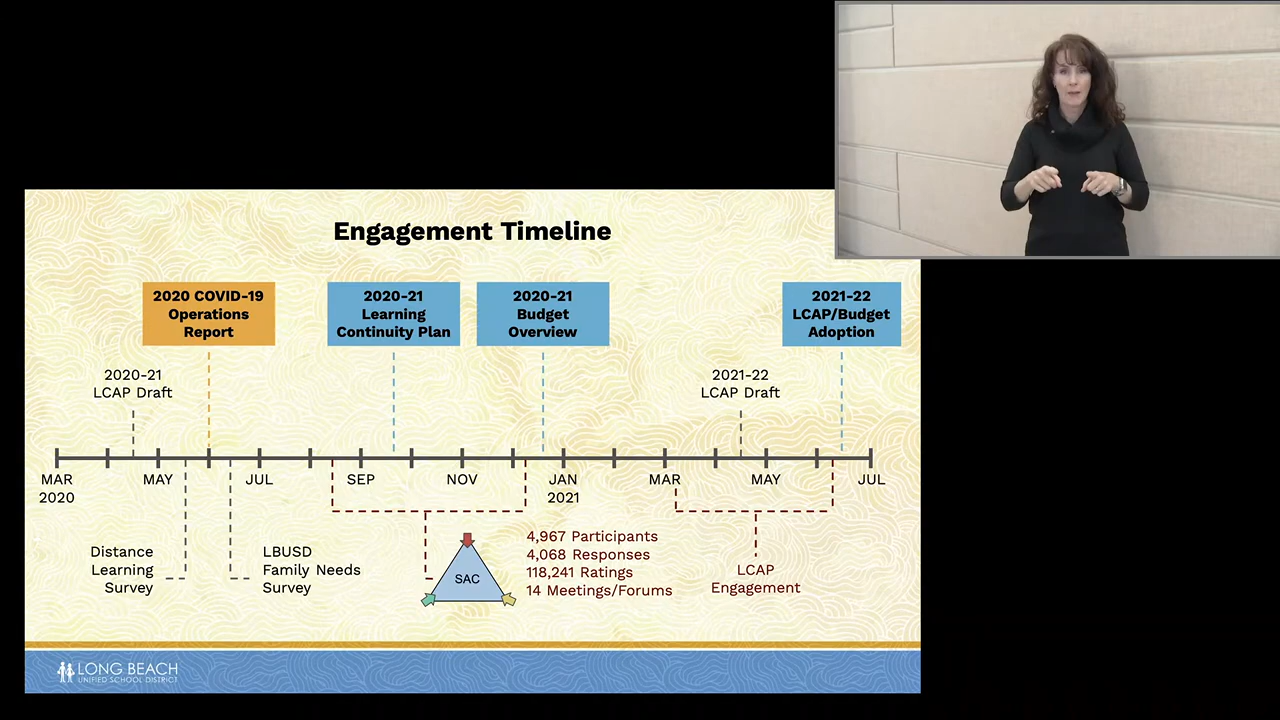 Engagement Timeline
2020 COVID-19
Operations
Report
2020-21
Learning
Continuity Plan
2020-21
Budget
Overview
2021-22
LCAP/Budget
Adoption
2020-21
LCAP Draft
2021-22
LCAP Draft
MAR
2020
MAY
JUL
SEP
NOV
JAN
2021
MAR
MAY
JUL
Distance
Learning
Survey
LBUSD
Family Needs
Survey
SAC
4,967 Participants
4,068 Responses
118,241 Ratings
14 Meetings/Forums
LCAP
Engagement
LONG BEACH
UNIFIED SCHOOL DISTRICT